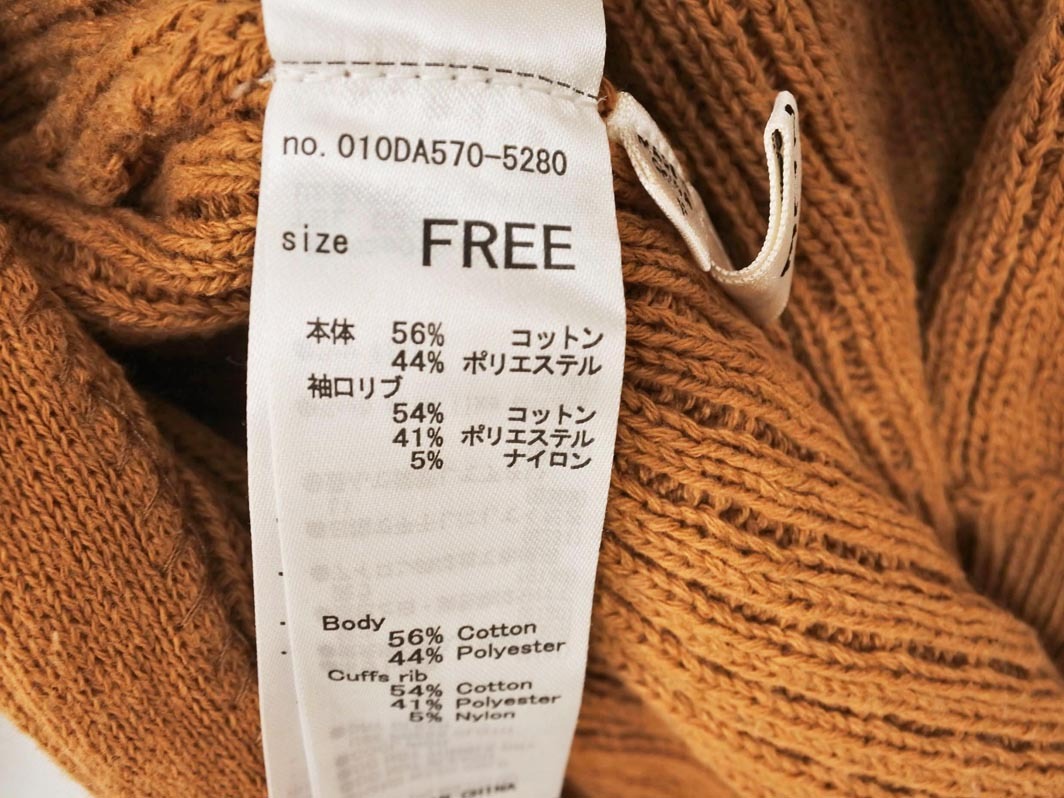 no. 010DA570-5280
size FREE
本体 56% コットン
44% ポリエステル
袖口リブ
54% コットン
41% ポリエステル
5% ナイロン
Body
56% Cotton
44% Polyester
Cuffs rib
54% Cotton
41% Polyester
5% Nylon
CHINA